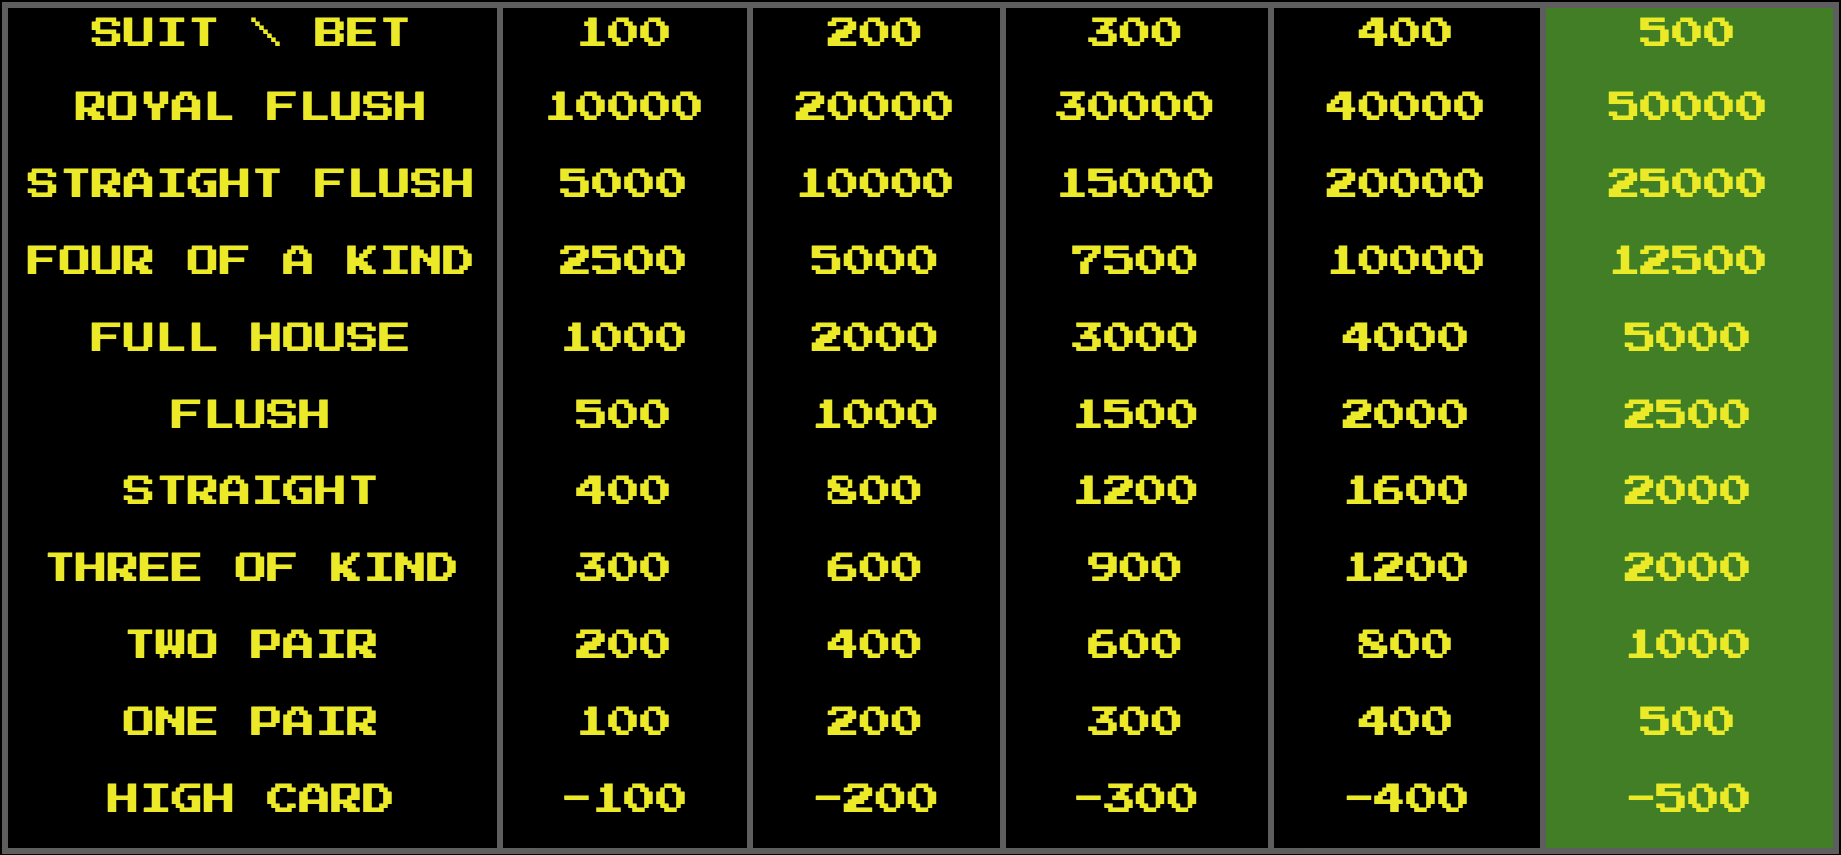 SUIT \ BET 100 200 300 400 500
ROYAL FLUSH 10000 20000 30000 40000 50000
STRAIGHT FLUSH 5000 10000 15000 20000 25000
FOUR OF A KIND 2500 5000 7500 10000 12500
FULL HOUSE 1000 2000 3000 4000 5000
FLUSH 500 1000 1500 2000 2500
STRAIGHT 400 800 1200 1600 2000
THREE OF KIND 300 600 900 1200 2000
TWO PAIR 200 400 600 800 1000
ONE PAIR 100 200 300 400 500
HIGH CARD -100 -200 -300 -400 -500